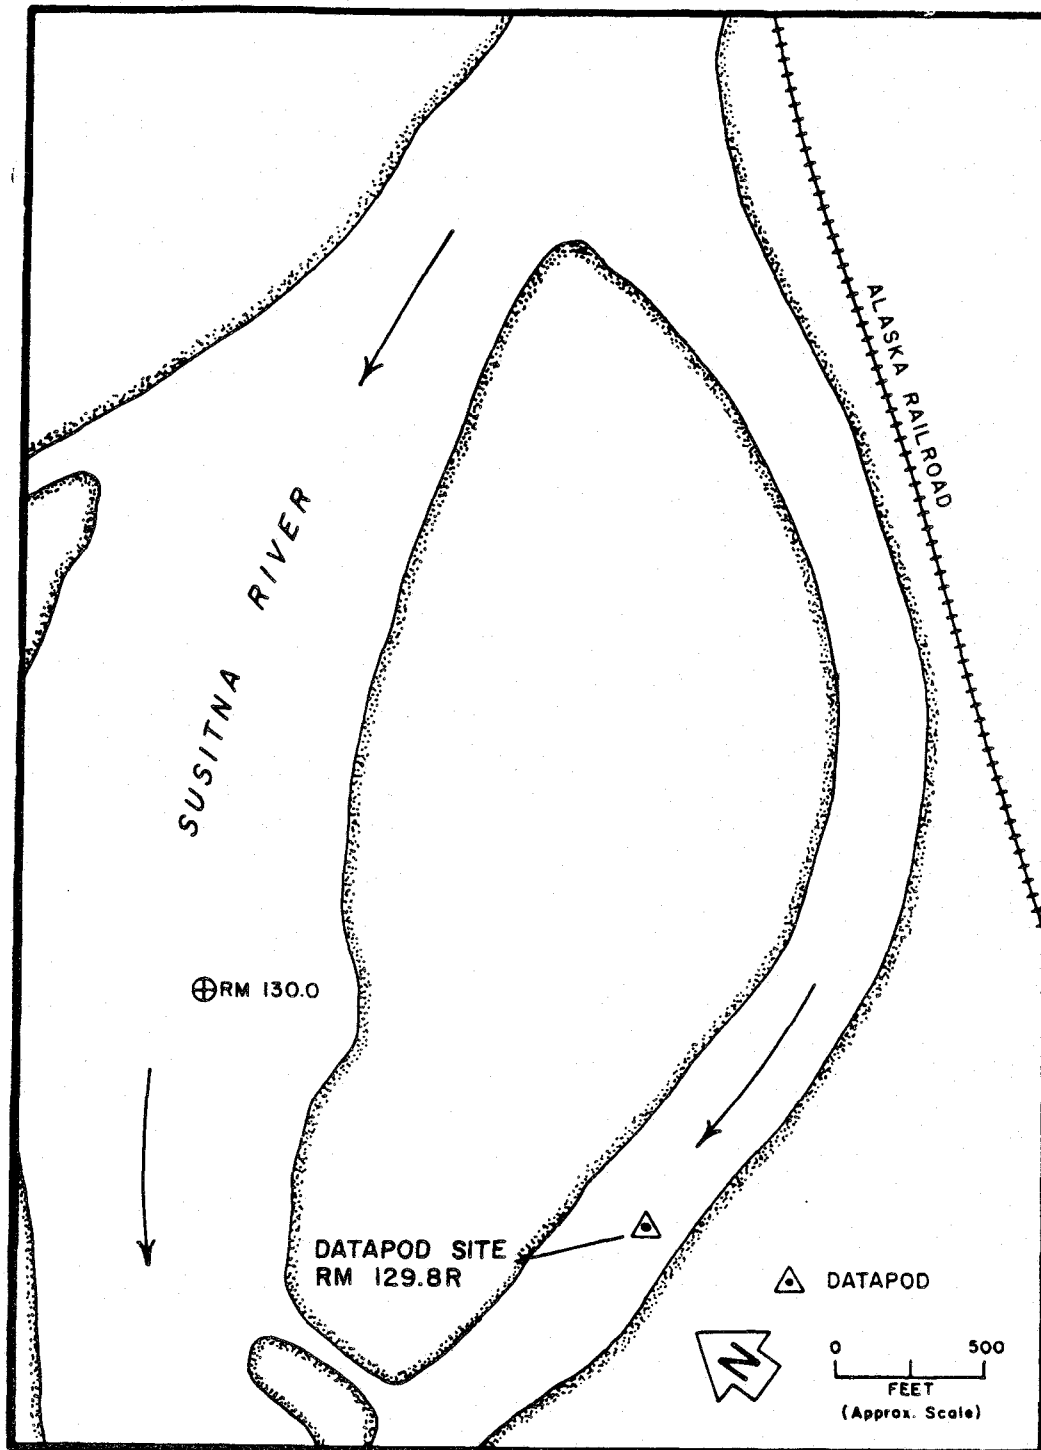 ALASKA RAILROAD
SUSITNA RIVER
RM 130.0
DATAPOD SITE
RM 129.8R
DATAPOD
N
0 500
FEET
(Approx. Scale)